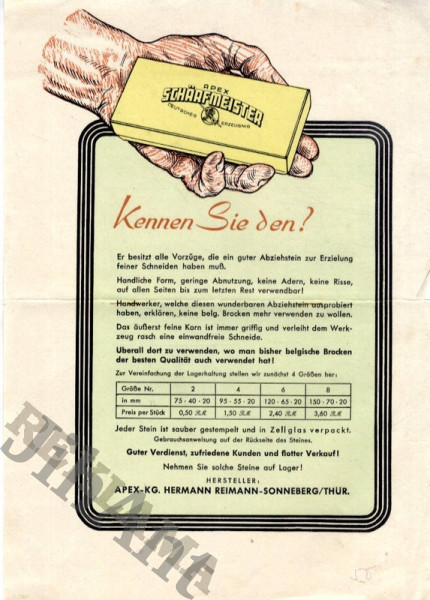 APEX
SCHÄRFMEISTER
DEUTSCHES ERZEUGNIS
Kennen Sie den?
Er besitzt alle Vorzüge, die ein guter Abziehstein zur Erzielung
feiner Schneiden haben muß.
Handliche Form, geringe Abnutzung, keine Adern, keine Risse,
auf allen Seiten bis zum letzten Rest verwendbar!
Handwerker, welche diesen wunderbaren Abziehstein ausprobiert
haben, erklären, keine belg. Brocken mehr verwenden zu wollen.
Das äußerst feine Korn ist immer griffig und verleiht dem Werk-
zeug rasch eine einwandfreie Schneide.
Überall dort zu verwenden, wo man bisher belgische Brocken
der besten Qualität auch verwendet hat!
Zur Vereinfachung der Lagerhaltung stellen wir zunächst 4 Größen her:
Größe Nr. 2 4 6 8
in mm 75·40·20 95·55·20 120·65·20 150·70·20
Preis per Stück 0,50 RM 1,50 RM 2,40 RM 3,60 RM
Jeder Stein ist sauber gestempelt und in Zellglas verpackt.
Gebrauchsanweisung auf der Rückseite des Steines.
Guter Verdienst, zufriedene Kunden und flotter Verkauf!
Nehmen Sie solche Steine auf Lager!
HERSTELLER:
APEX-KG. HERMANN REIMANN-SONNEBERG/THÜR.